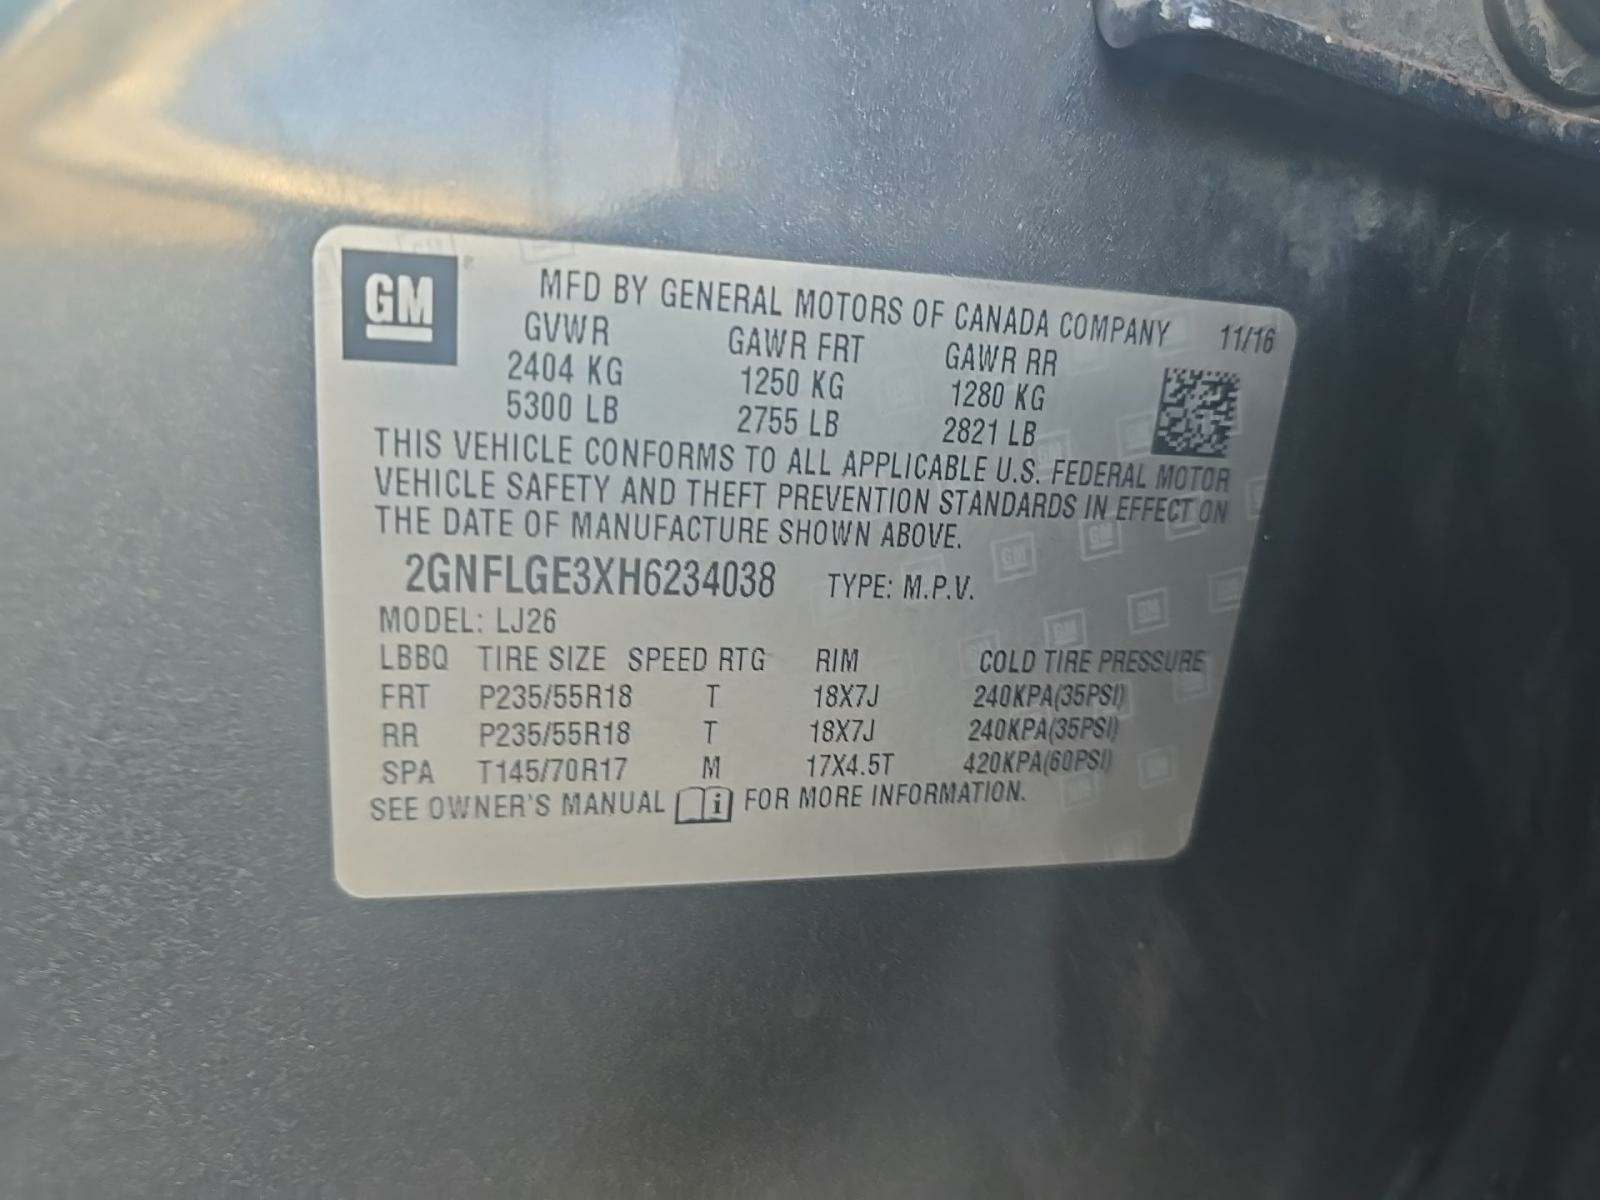 GM
MFD BY GENERAL MOTORS OF CANADA COMPANY 11/16
GVWR GAWR FRT GAWR RR
2404 KG 1250 KG 1280 KG
5300 LB 2755 LB 2821 LB
THIS VEHICLE CONFORMS TO ALL APPLICABLE U.S. FEDERAL MOTOR
VEHICLE SAFETY AND THEFT PREVENTION STANDARDS IN EFFECT ON
THE DATE OF MANUFACTURE SHOWN ABOVE.
2GNFLGE3XH6234038 TYPE: M.P.V.
MODEL: LJ26
LBBQ TIRE SIZE SPEED RTG RIM COLD TIRE PRESSURE
FRT P235/55R18 T 18X7J 240KPA(35PSI)
RR P235/55R18 T 18X7J 240KPA(35PSI)
SPA T145/70R17 M 17X4.5T 420KPA(60PSI)
SEE OWNER'S MANUAL i FOR MORE INFORMATION.